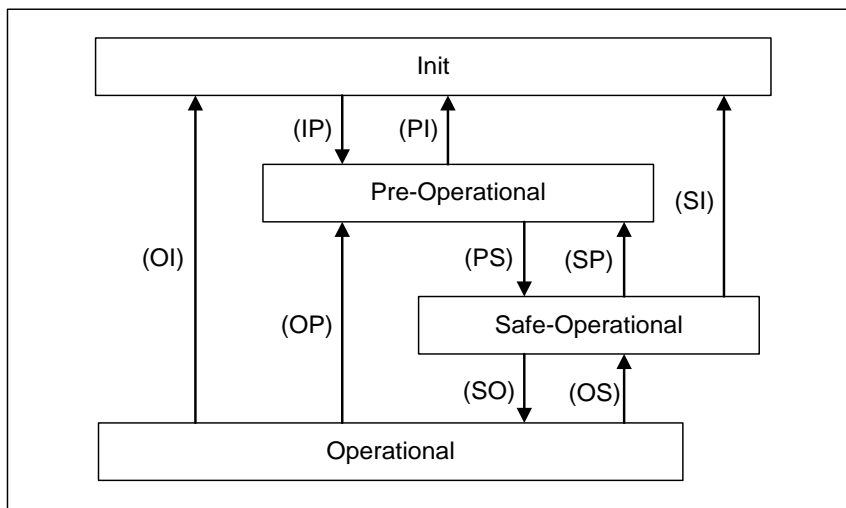 Init
(IP)
(PI)
Pre-Operational
(SI)
(OI)
(PS)
(SP)
(OP)
Safe-Operational
(SO)
(OS)
Operational